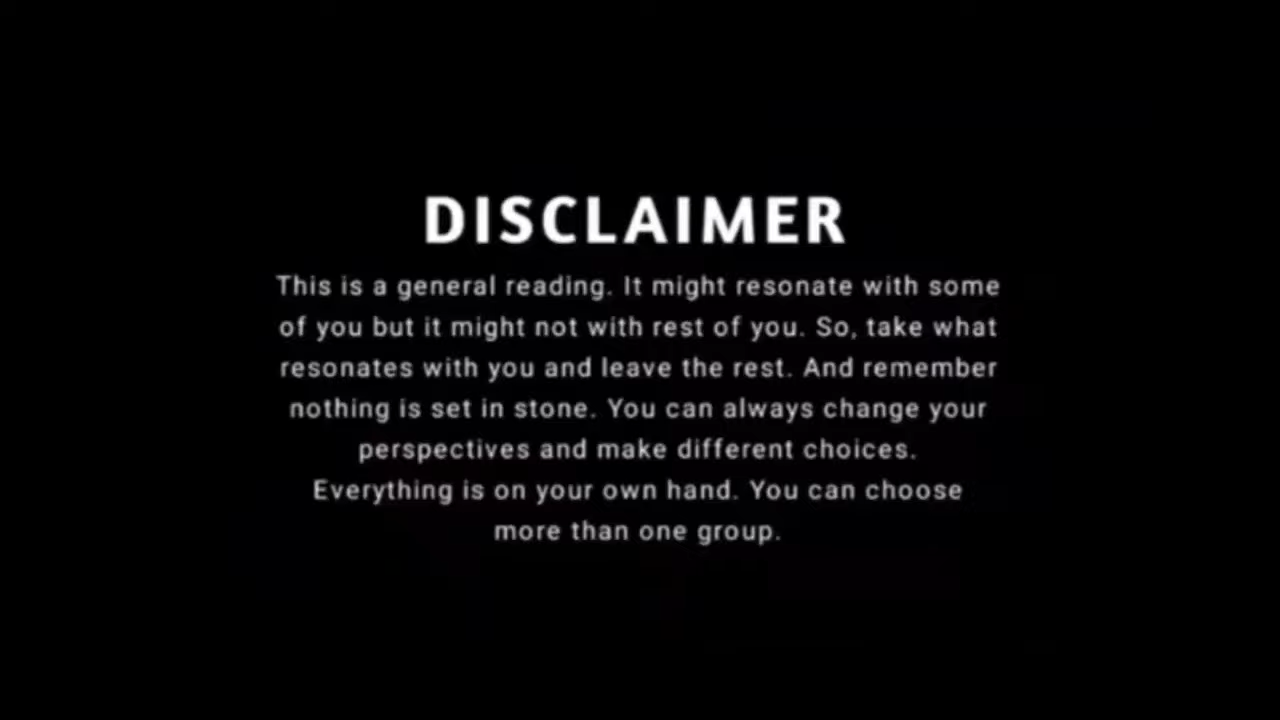 DISCLAIMER
This is a general reading. It might resonate with some
of you but it might not with rest of you. So, take what
resonates with you and leave the rest. And remember
nothing is set in stone. You can always change your
perspectives and make different choices.
Everything is on your own hand. You can choose
more than one group.